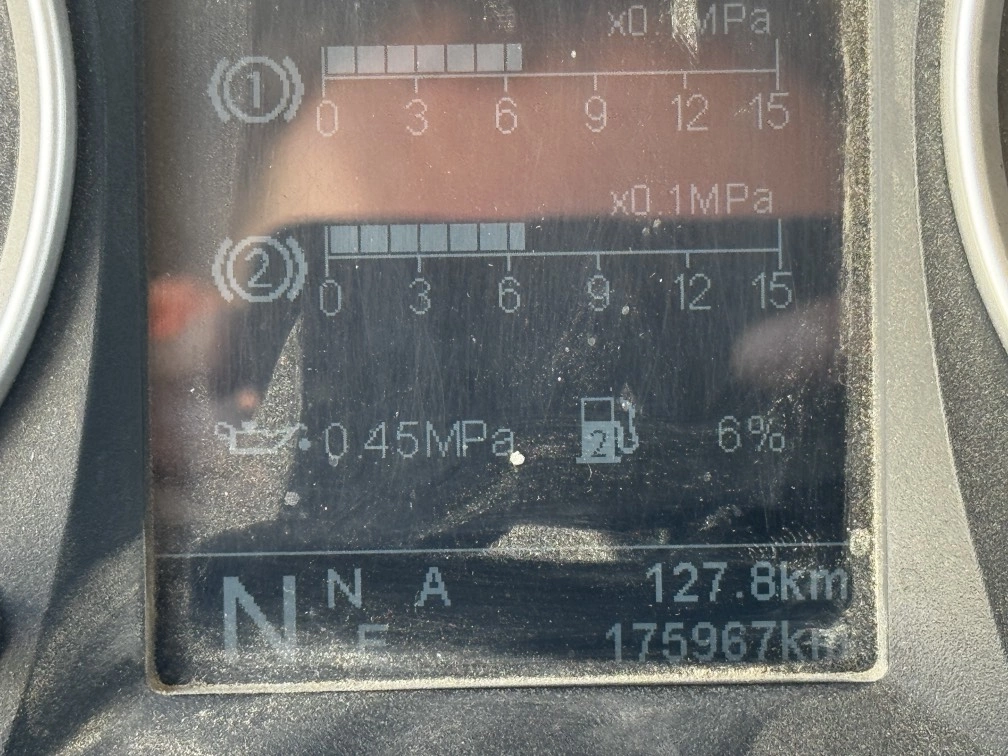 x0.1MPa
1
0 3 6 9 12 15
x0.1MPa
2
0 3 6 9 12 15
0.45MPa 2 6%
N N A 127.8km
E 175967km